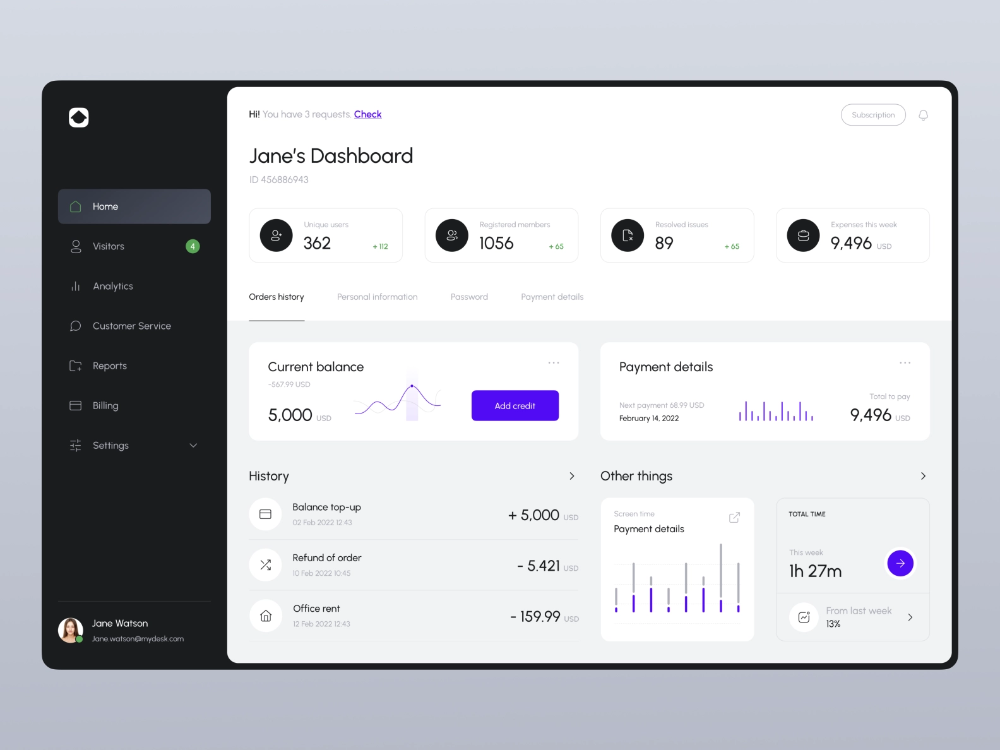 Hi! You have 3 requests. Check
Subscription
Jane's Dashboard
ID 456886943
Home
Visitors 4
Analytics
Customer Service
Reports
Billing
Settings
Jane Watson
Jane.watson@mydesk.com
Unique users
362 + 112
Registered members
1056 + 65
Resolved issues
89 + 65
Expenses this week
9,496 USD
Orders history Personal information Password Payment details
Current balance
-567.99 USD
5,000 USD
Add credit
Payment details
Next payment 68.99 USD
February 14, 2022
Total to pay
9,496 USD
History
Balance top-up
02 Feb 2022 12:43
+ 5,000 USD
Refund of order
10 Feb 2022 10:45
- 5.421 USD
Office rent
12 Feb 2022 12:43
- 159.99 USD
Other things
Screen time
Payment details
TOTAL TIME
This week
1h 27m
From last week
13%